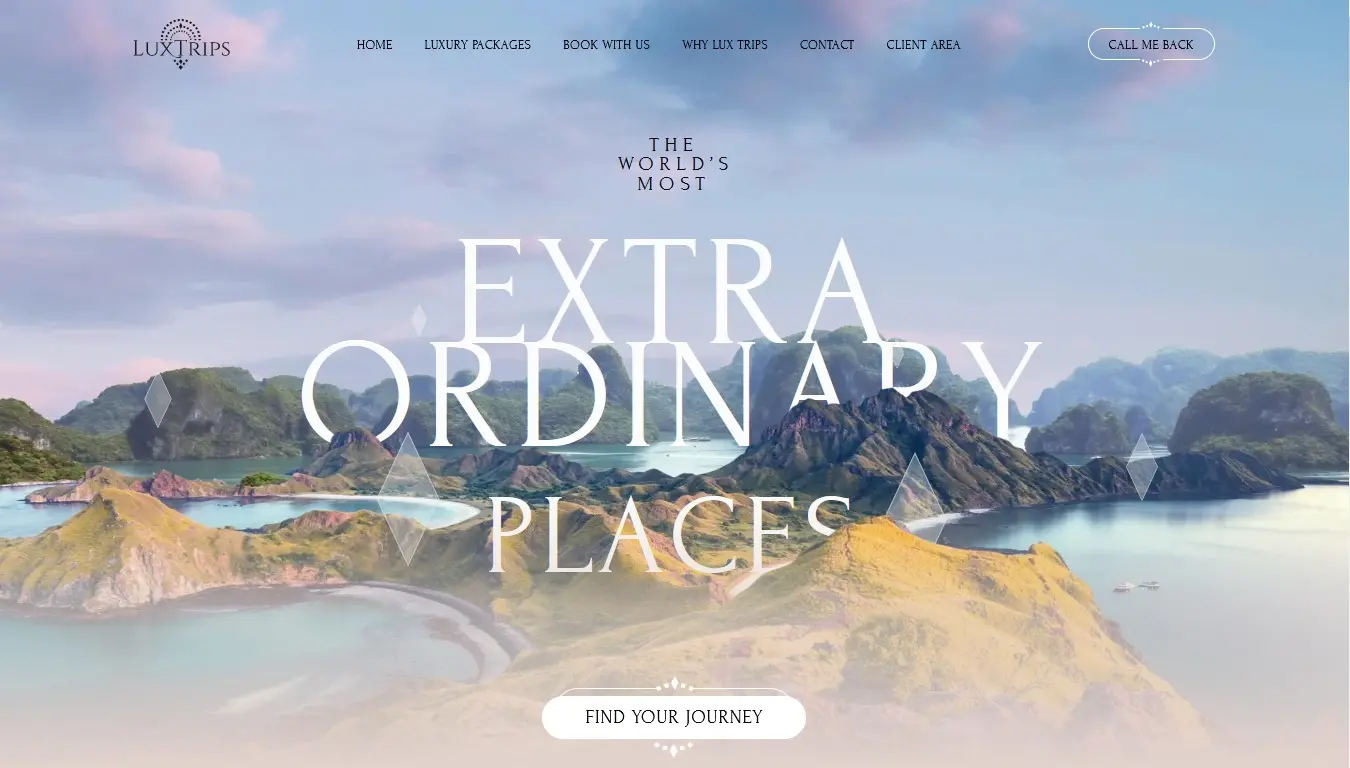 LUXTRIPS
HOME
LUXURY PACKAGES
BOOK WITH US
WHY LUX TRIPS
CONTACT
CLIENT AREA
CALL ME BACK
THE
WORLD’S
MOST
EXTRA
ORDINARY
PLACES
FIND YOUR JOURNEY